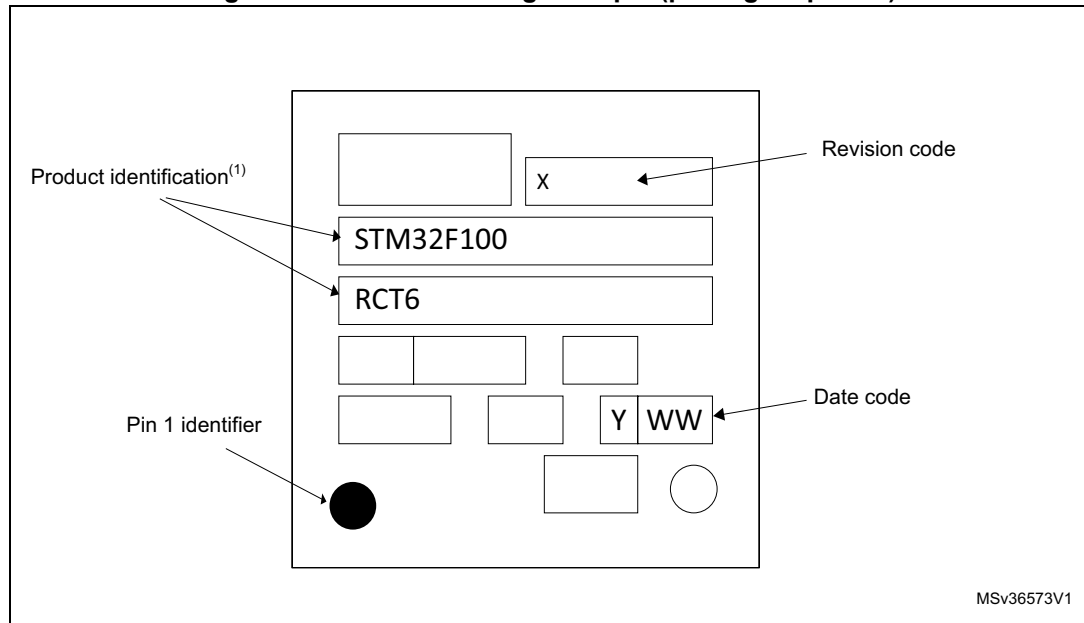 Revision code
X
Product identification(1)
STM32F100
RCT6
Date code
Y WW
Pin 1 identifier
MSv36573V1